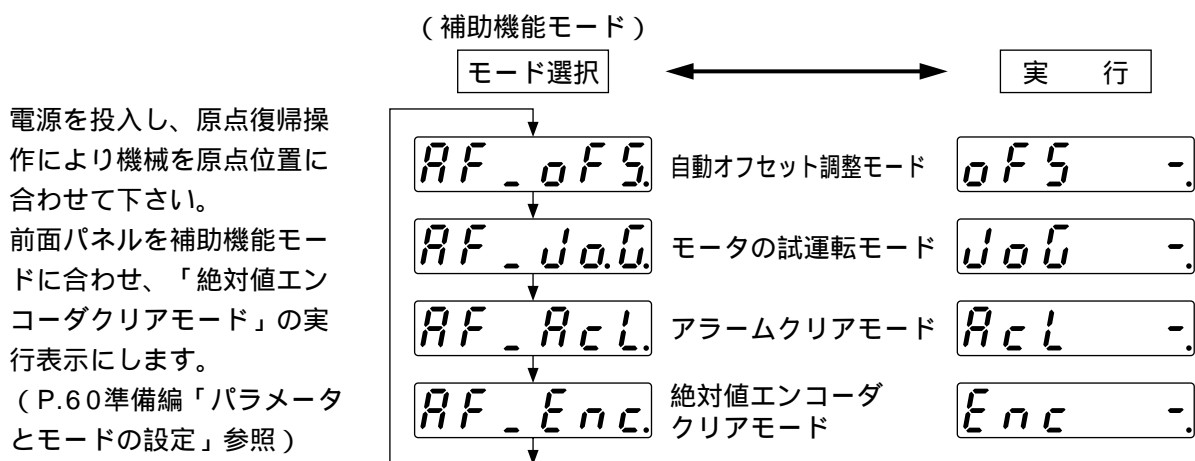 (補助機能モード)
モード選択
実 行
電源を投入し、原点復帰操
作により機械を原点位置に
合わせて下さい。
前面パネルを補助機能モー
ドに合わせ、「絶対値エン
コーダクリアモード」の実
行表示にします。
(P.60準備編「パラメータ
とモードの設定」参照)
AF_oFS.
自動オフセット調整モード
oFS -.
AF_Jo.G.
モータの試運転モード
JoG -.
AF_AcL.
アラームクリアモード
AcL -.
AF_Enc.
絶対値エンコーダ
クリアモード
Enc -.